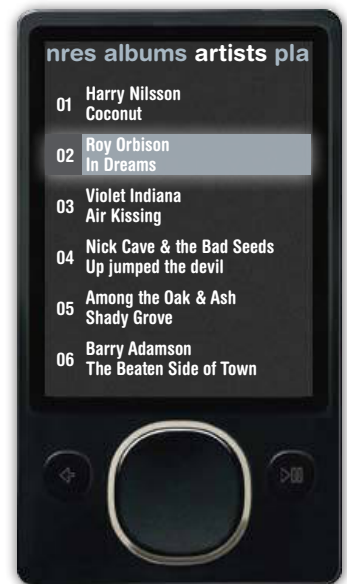 nres albums artists pla
01 Harry Nilsson
Coconut
02 Roy Orbison
In Dreams
03 Violet Indiana
Air Kissing
04 Nick Cave & the Bad Seeds
Up jumped the devil
05 Among the Oak & Ash
Shady Grove
06 Barry Adamson
The Beaten Side of Town